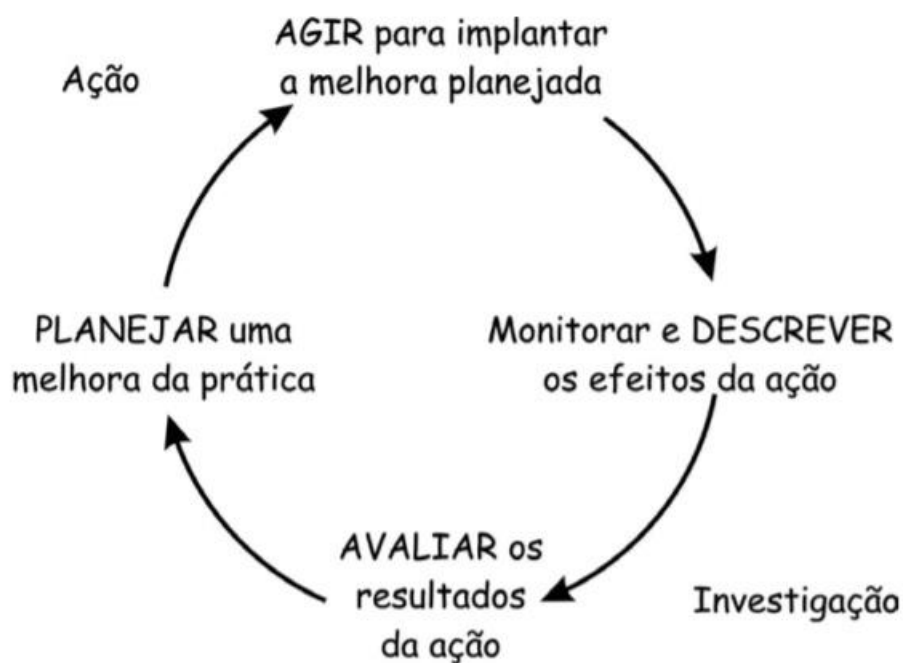 AGIR para implantar
a melhora planejada
Ação
PLANEJAR uma
melhora da prática
Monitorar e DESCREVER
os efeitos da ação
AVALIAR os
resultados
da ação
Investigação